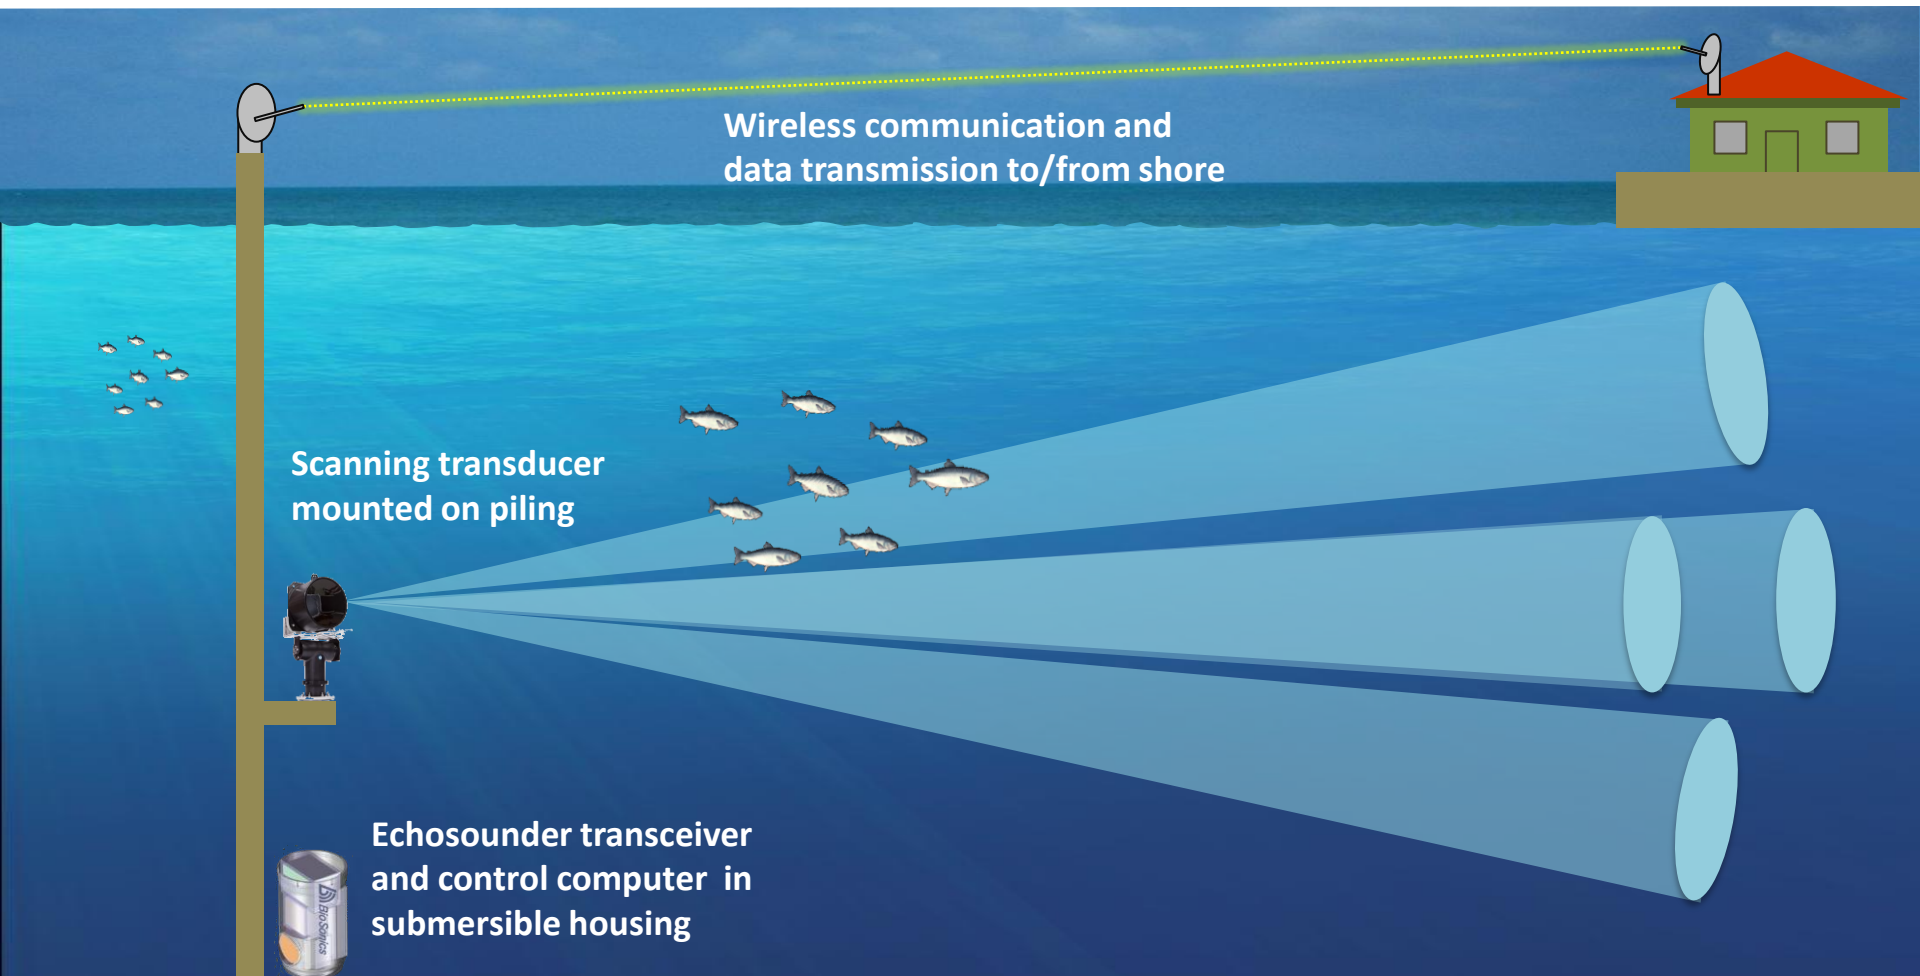 Wireless communication and
data transmission to/from shore
Scanning transducer
mounted on piling
Echosounder transceiver
and control computer  in
submersible housing
BioSonics